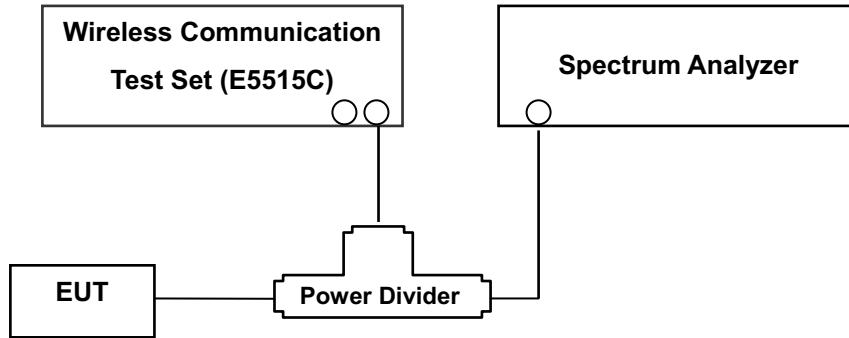 Wireless Communication
Test Set (E5515C)
Spectrum Analyzer
EUT
Power Divider